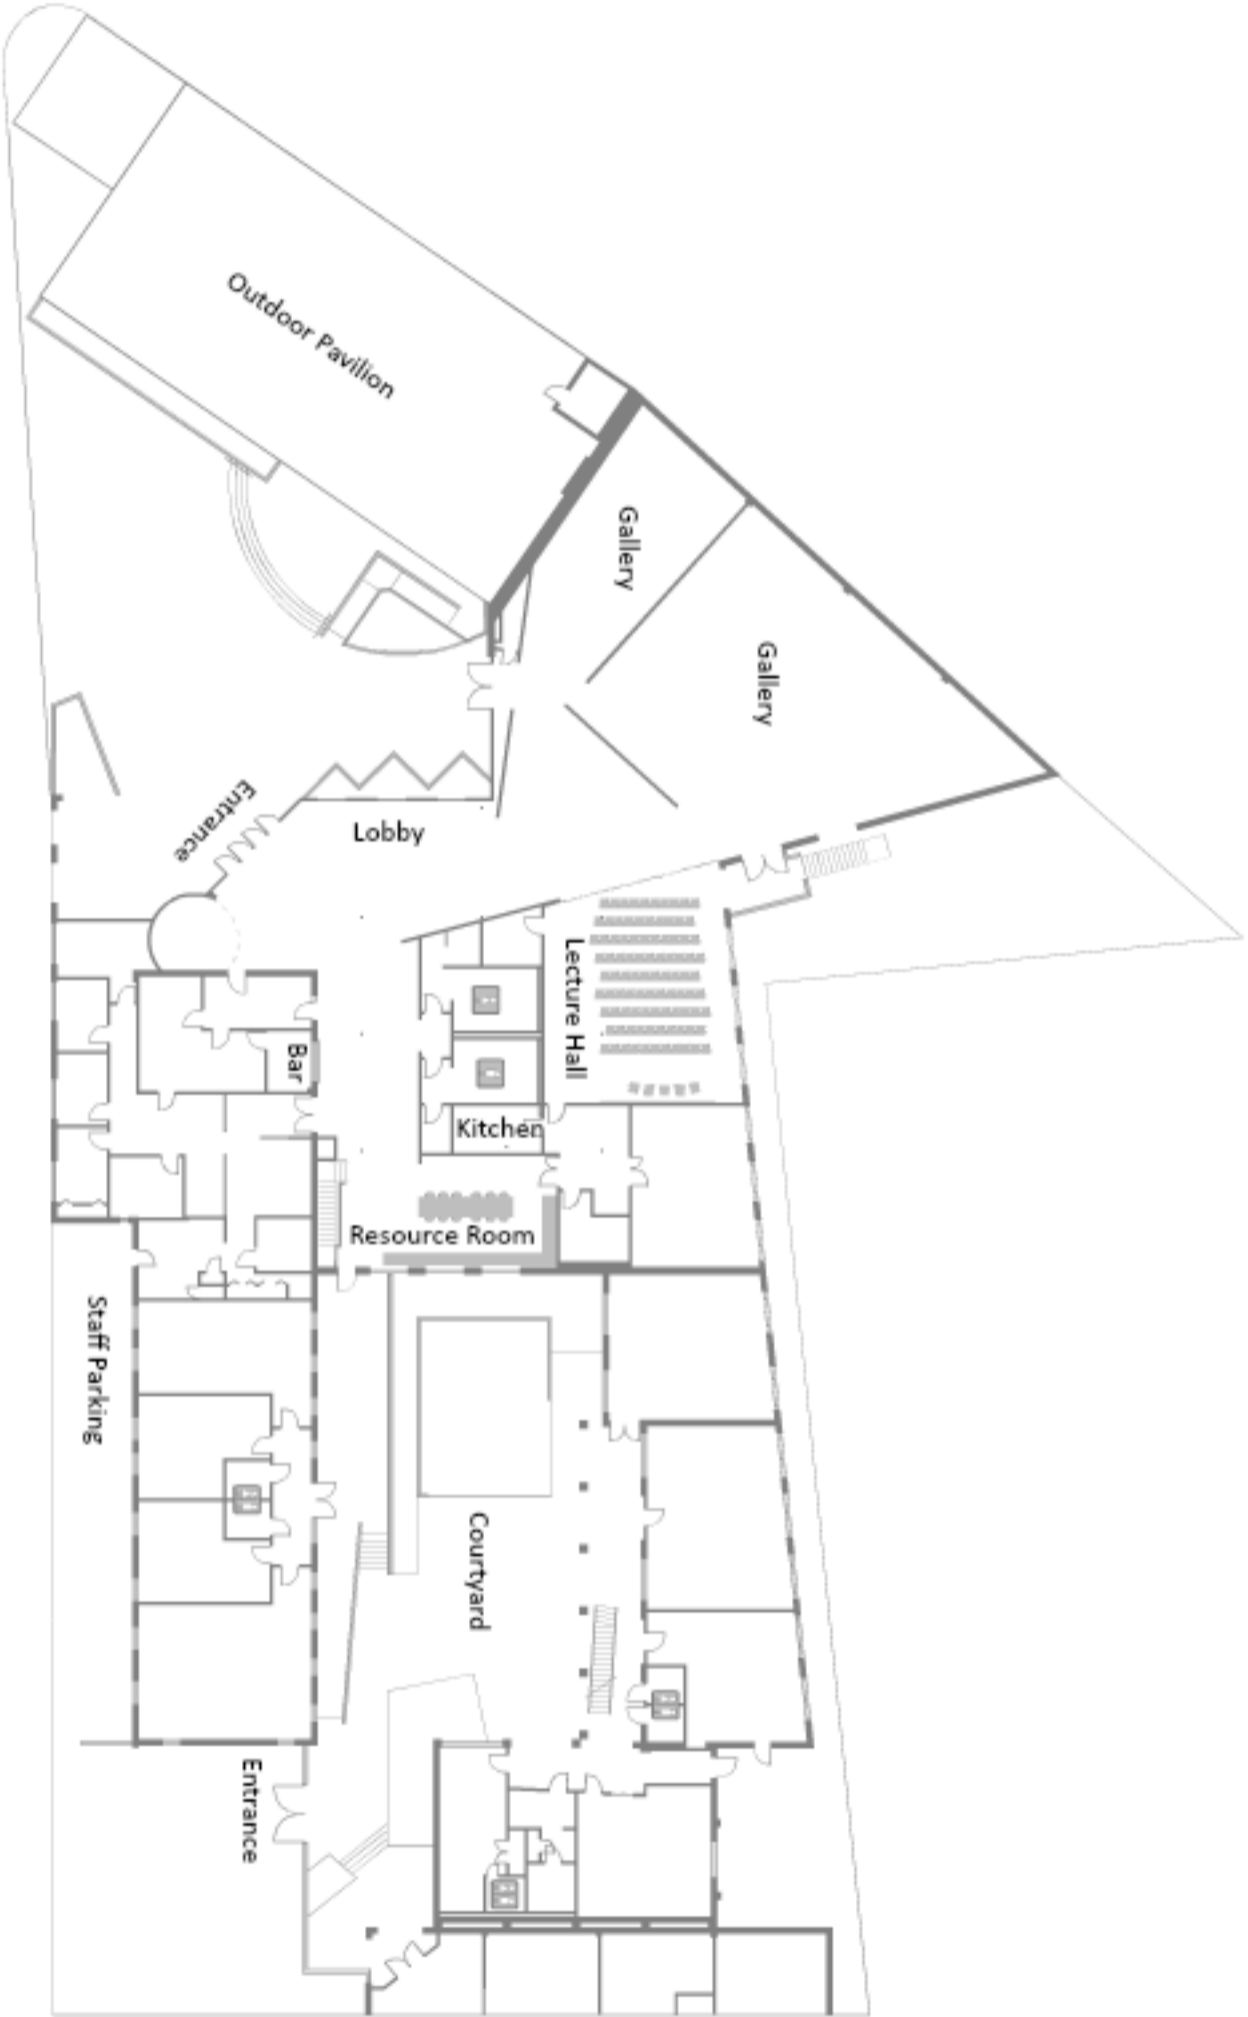 Outdoor Pavilion
Gallery
Gallery
Entrance
Lobby
Lecture Hall
Bar
Kitchen
Resource Room
Staff Parking
Courtyard
Entrance